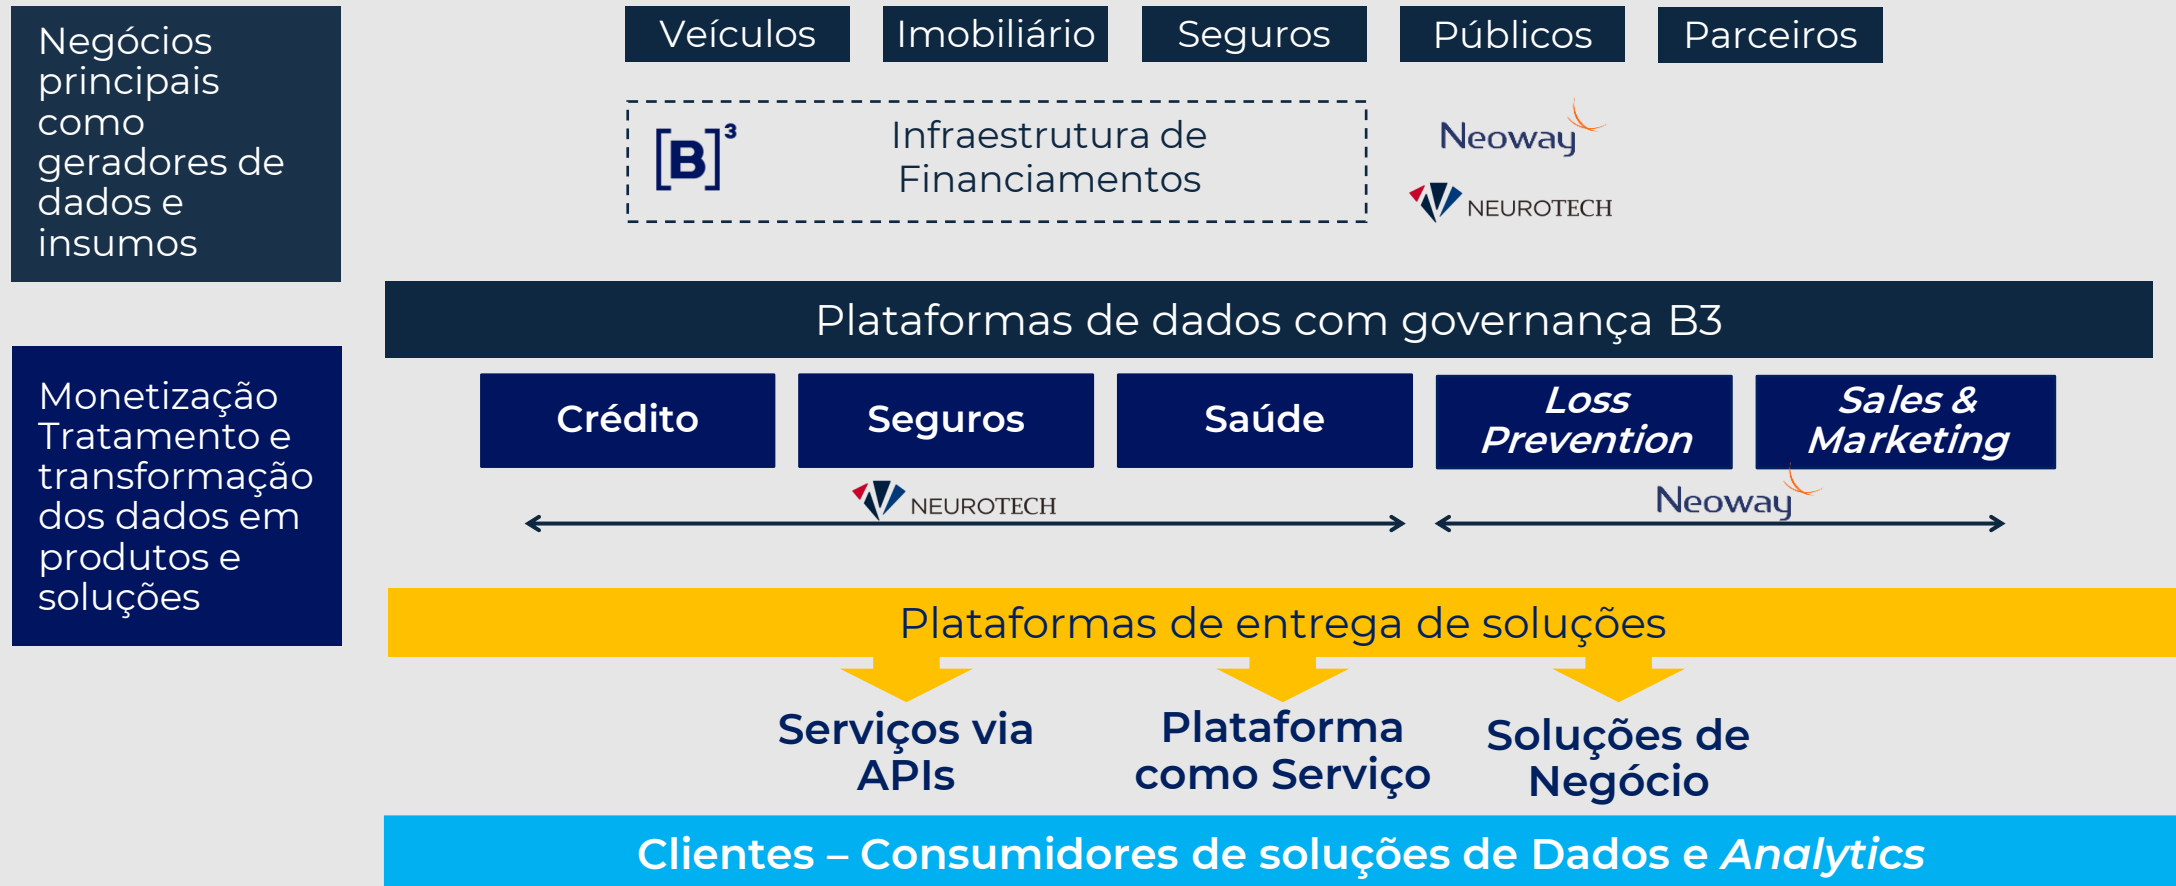 Negócios
principais
como
geradores de
dados e
insumos
Veículos
Imobiliário
Seguros
Públicos
Parceiros
[B]³
Infraestrutura de
Financiamentos
Neoway
NEUROTECH
Plataformas de dados com governança B3
Monetização
Tratamento e
transformação
dos dados em
produtos e
soluções
Crédito
Seguros
Saúde
Loss
Prevention
Sales &
Marketing
NEUROTECH
Neoway
Plataformas de entrega de soluções
Serviços via
APIs
Plataforma
como Serviço
Soluções de
Negócio
Clientes – Consumidores de soluções de Dados e Analytics